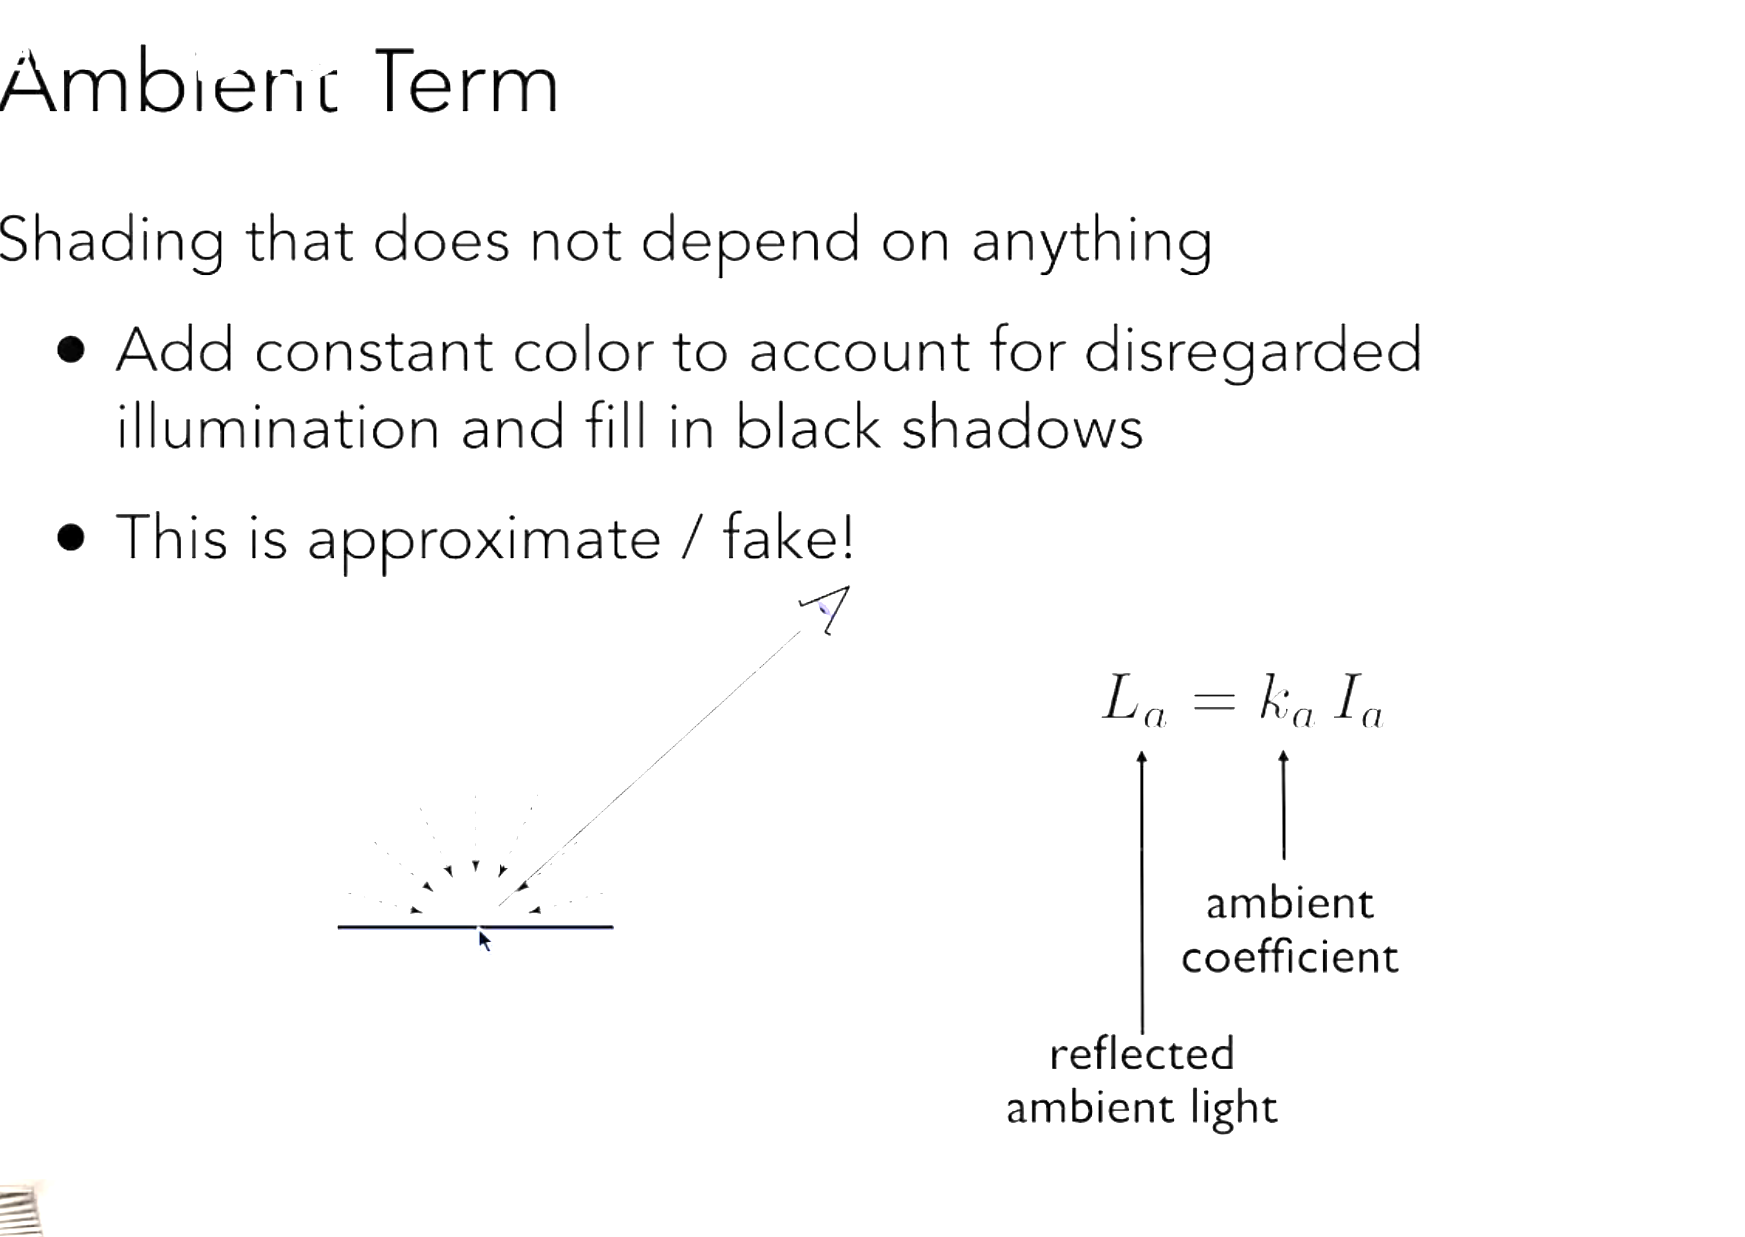 Ambient Term
Shading that does not depend on anything
• Add constant color to account for disregarded
illumination and fill in black shadows
• This is approximate / fake!
L_a = k_a I_a
ambient
coefficient
reflected
ambient light